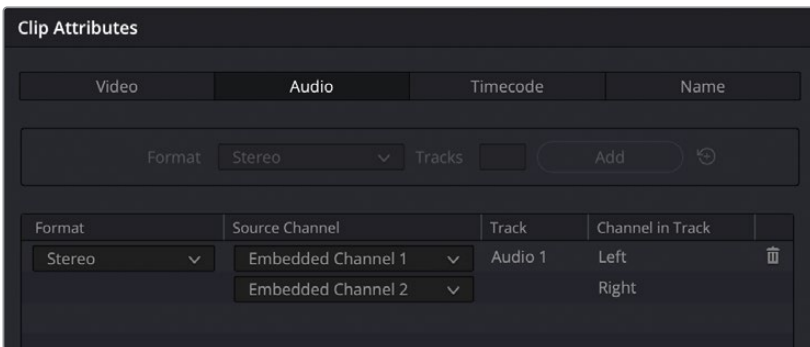 Clip Attributes
Video Audio Timecode Name
Format Stereo Tracks Add
Format Source Channel Track Channel in Track
Stereo Embedded Channel 1 Audio 1 Left
Embedded Channel 2 Right